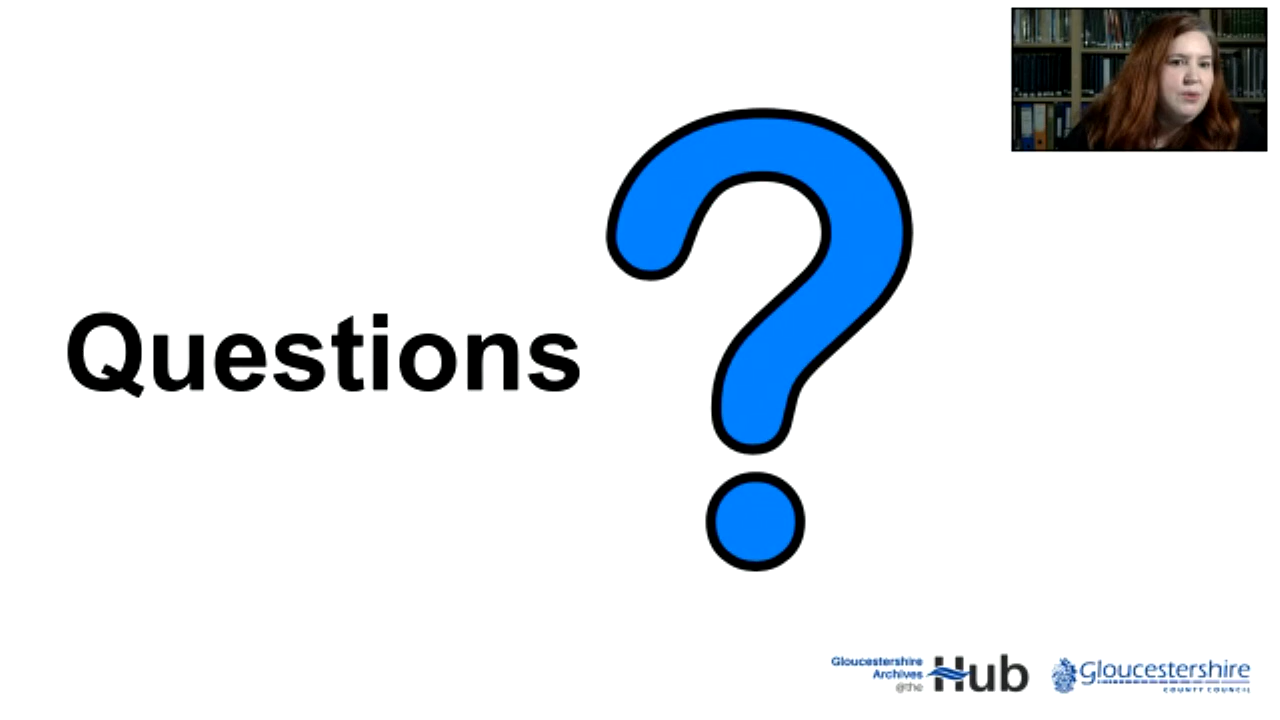 Questions
?
Gloucestershire
Archives
@the
Hub
Gloucestershire
COUNTY COUNCIL